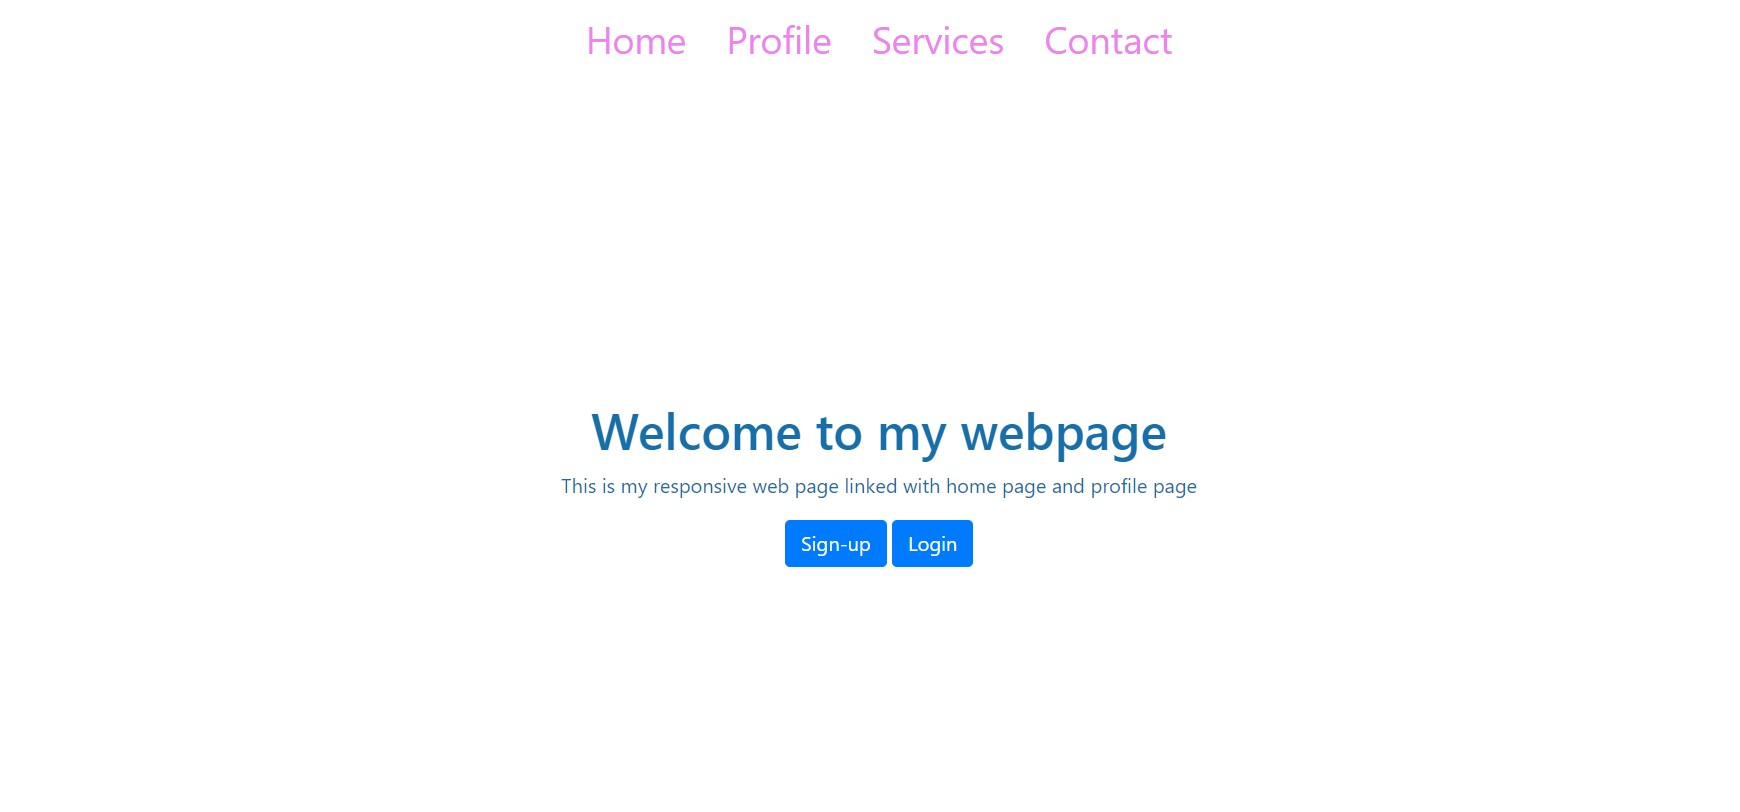 Home Profile Services Contact
Welcome to my webpage
This is my responsive web page linked with home page and profile page
Sign-up Login